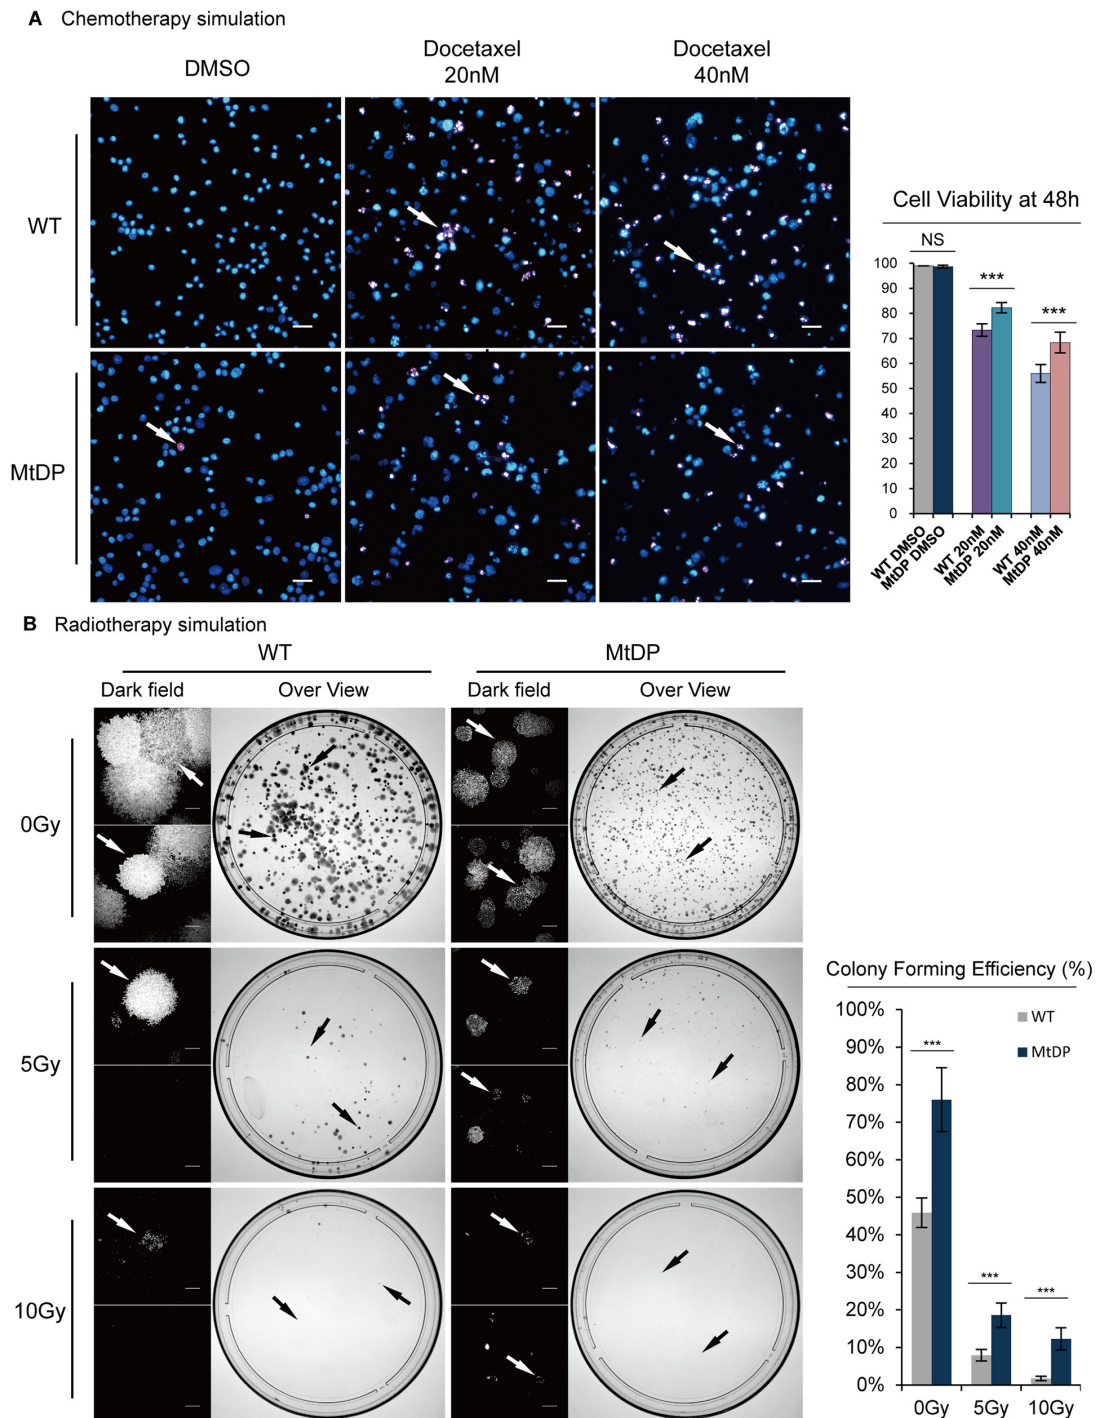 A Chemotherapy simulation
DMSO
Docetaxel
20nM
Docetaxel
40nM
WT
MtDP
Cell Viability at 48h
NS
***
***
100
90
80
70
60
50
40
30
20
10
0
WT DMSO
MtDP DMSO
WT 20nM
MtDP 20nM
WT 40nM
MtDP 40nM
B Radiotherapy simulation
WT
MtDP
Dark field
Over View
Dark field
Over View
0Gy
5Gy
10Gy
Colony Forming Efficiency (%)
100%
90%
80%
70%
60%
50%
40%
30%
20%
10%
0%
WT
MtDP
***
***
***
0Gy
5Gy
10Gy